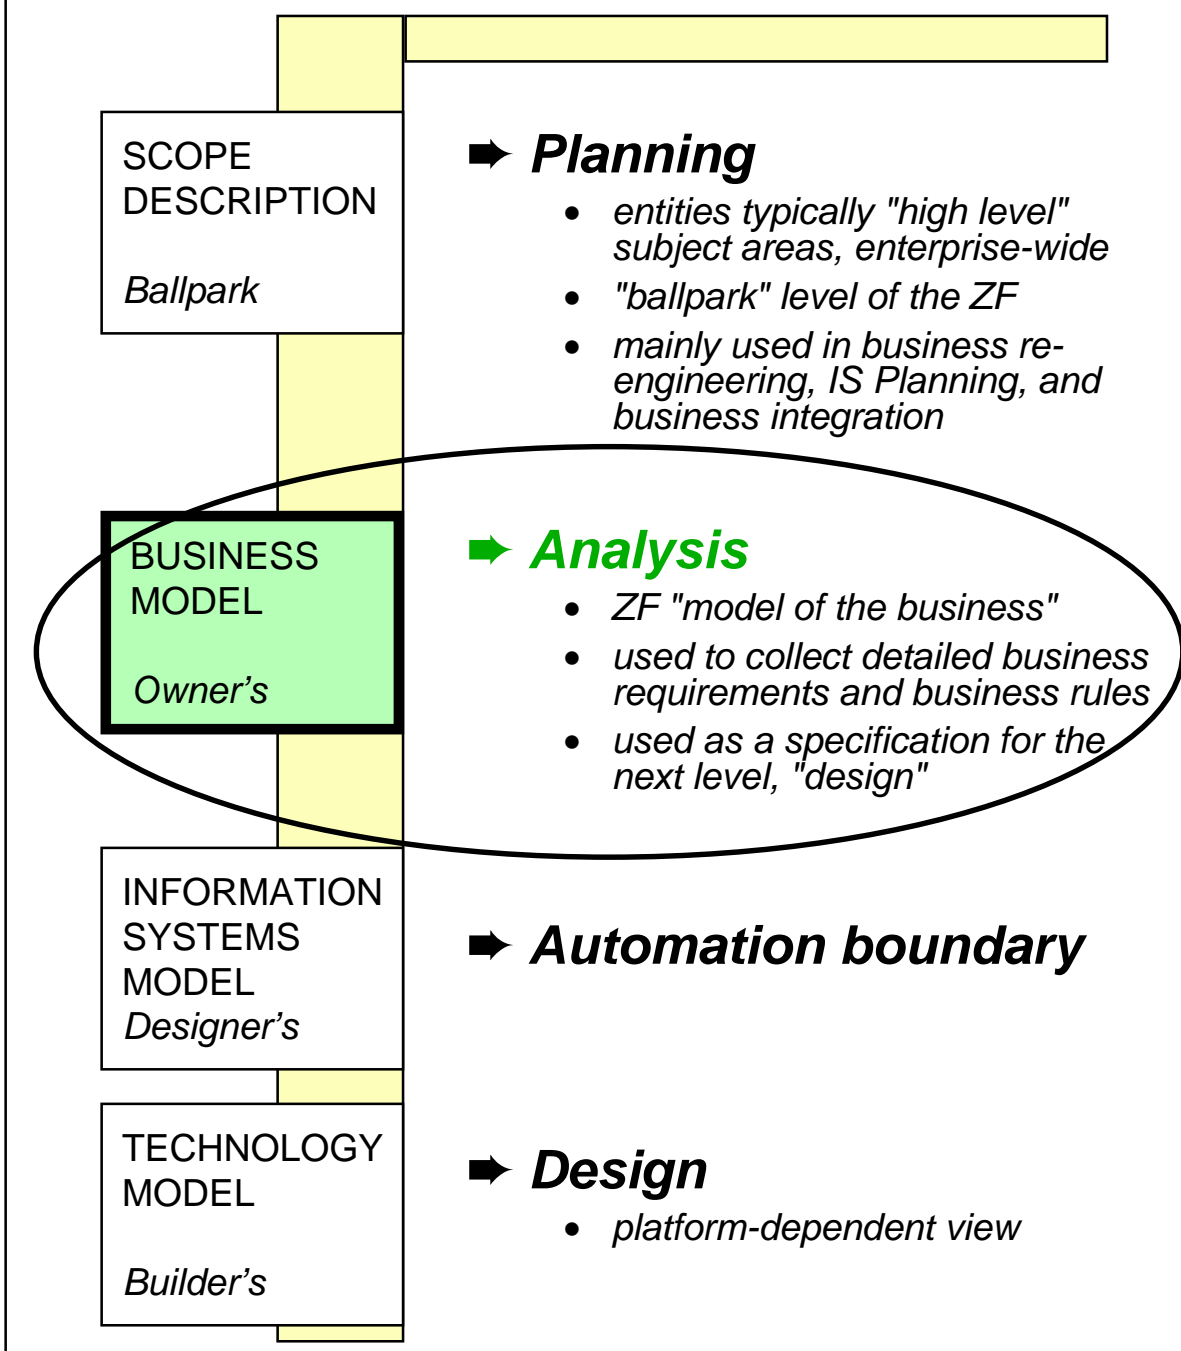 SCOPE
DESCRIPTION
Ballpark
Planning
• entities typically "high level"
subject areas, enterprise-wide
• "ballpark" level of the ZF
• mainly used in business re-
engineering, IS Planning, and
business integration
BUSINESS
MODEL
Owner’s
Analysis
• ZF "model of the business"
• used to collect detailed business
requirements and business rules
• used as a specification for the
next level, "design"
INFORMATION
SYSTEMS
MODEL
Designer’s
Automation boundary
TECHNOLOGY
MODEL
Builder’s
Design
• platform-dependent view